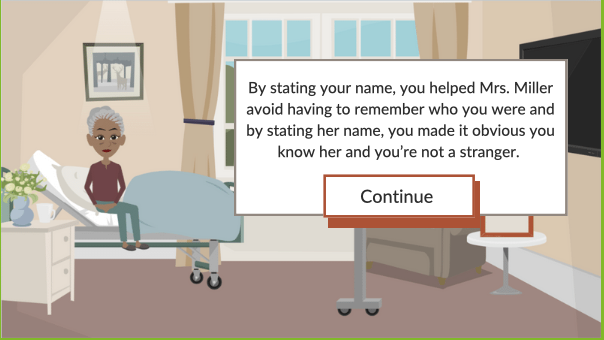 By stating your name, you helped Mrs. Miller
avoid having to remember who you were and
by stating her name, you made it obvious you
know her and you’re not a stranger.
Continue